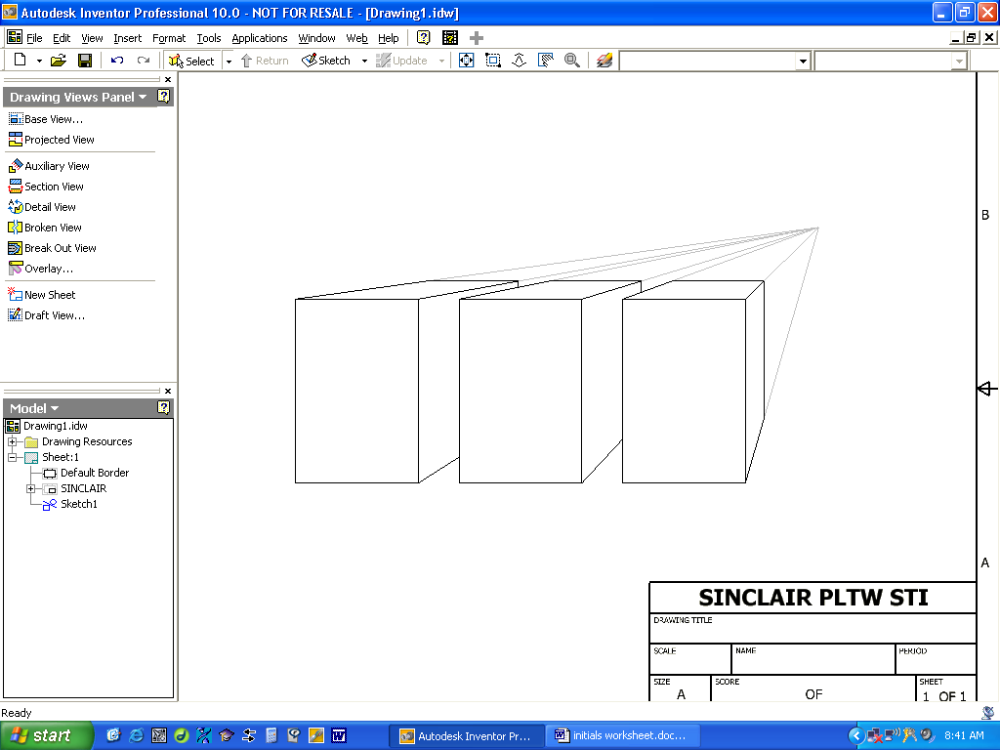 Autodesk Inventor Professional 10.0 - NOT FOR RESALE - [Drawing1.idw]
File Edit View Insert Format Tools Applications Window Web Help
Select Return Sketch Update
Drawing Views Panel
Base View...
Projected View
Auxiliary View
Section View
Detail View
Broken View
Break Out View
Overlay...
New Sheet
Draft View...
Model
Drawing1.idw
Drawing Resources
Sheet:1
Default Border
SINCLAIR
Sketch1
B
A
SINCLAIR PLTW STI
DRAWING TITLE
SCALE NAME PERIOD
SIZE SCORE SHEET
A OF 1 OF 1
Ready
start Autodesk Inventor Pr... initials worksheet.doc... 8:41 AM